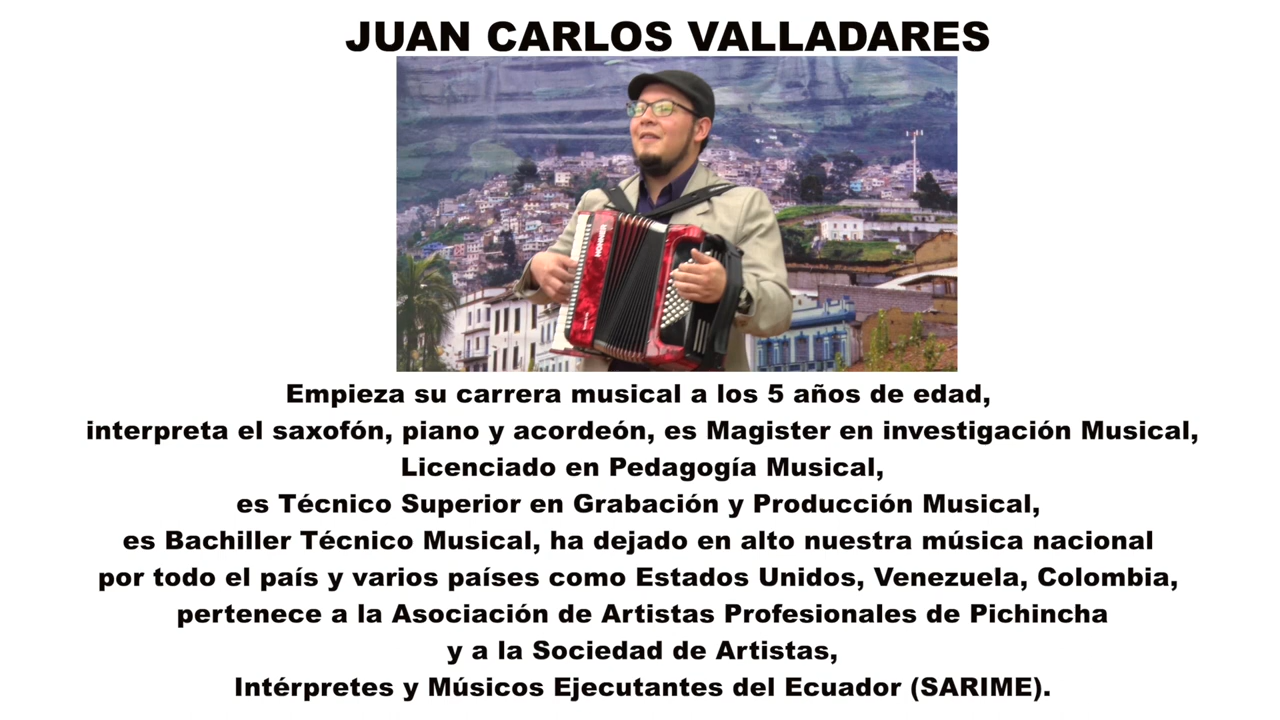 JUAN CARLOS VALLADARES
HOHNER
Empieza su carrera musical a los 5 años de edad,
interpreta el saxofón, piano y acordeón, es Magister en investigación Musical,
Licenciado en Pedagogía Musical,
es Técnico Superior en Grabación y Producción Musical,
es Bachiller Técnico Musical, ha dejado en alto nuestra música nacional
por todo el país y varios países como Estados Unidos, Venezuela, Colombia,
pertenece a la Asociación de Artistas Profesionales de Pichincha
y a la Sociedad de Artistas,
Intérpretes y Músicos Ejecutantes del Ecuador (SARIME).